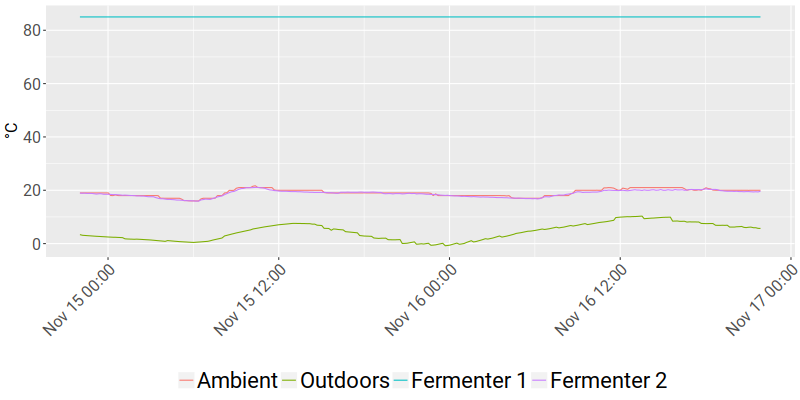 80
60
40
20
0
°C
Nov 15 00:00
Nov 15 12:00
Nov 16 00:00
Nov 16 12:00
Nov 17 00:00
Ambient Outdoors Fermenter 1 Fermenter 2